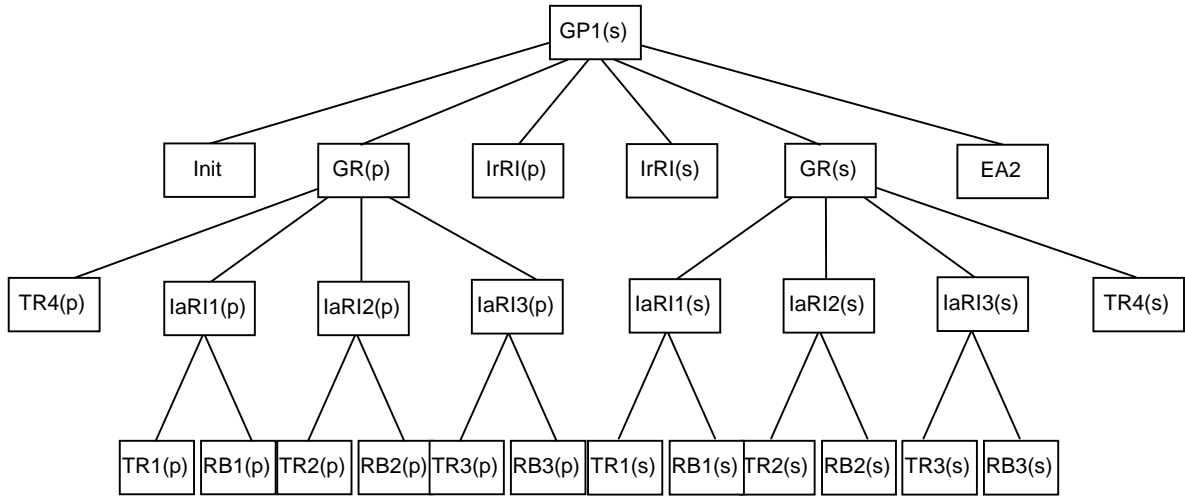 GP1(s)
Init
GR(p)
IrRI(p)
IrRI(s)
GR(s)
EA2
TR4(p)
IaRI1(p)
IaRI2(p)
IaRI3(p)
IaRI1(s)
IaRI2(s)
IaRI3(s)
TR4(s)
TR1(p)
RB1(p)
TR2(p)
RB2(p)
TR3(p)
RB3(p)
TR1(s)
RB1(s)
TR2(s)
RB2(s)
TR3(s)
RB3(s)